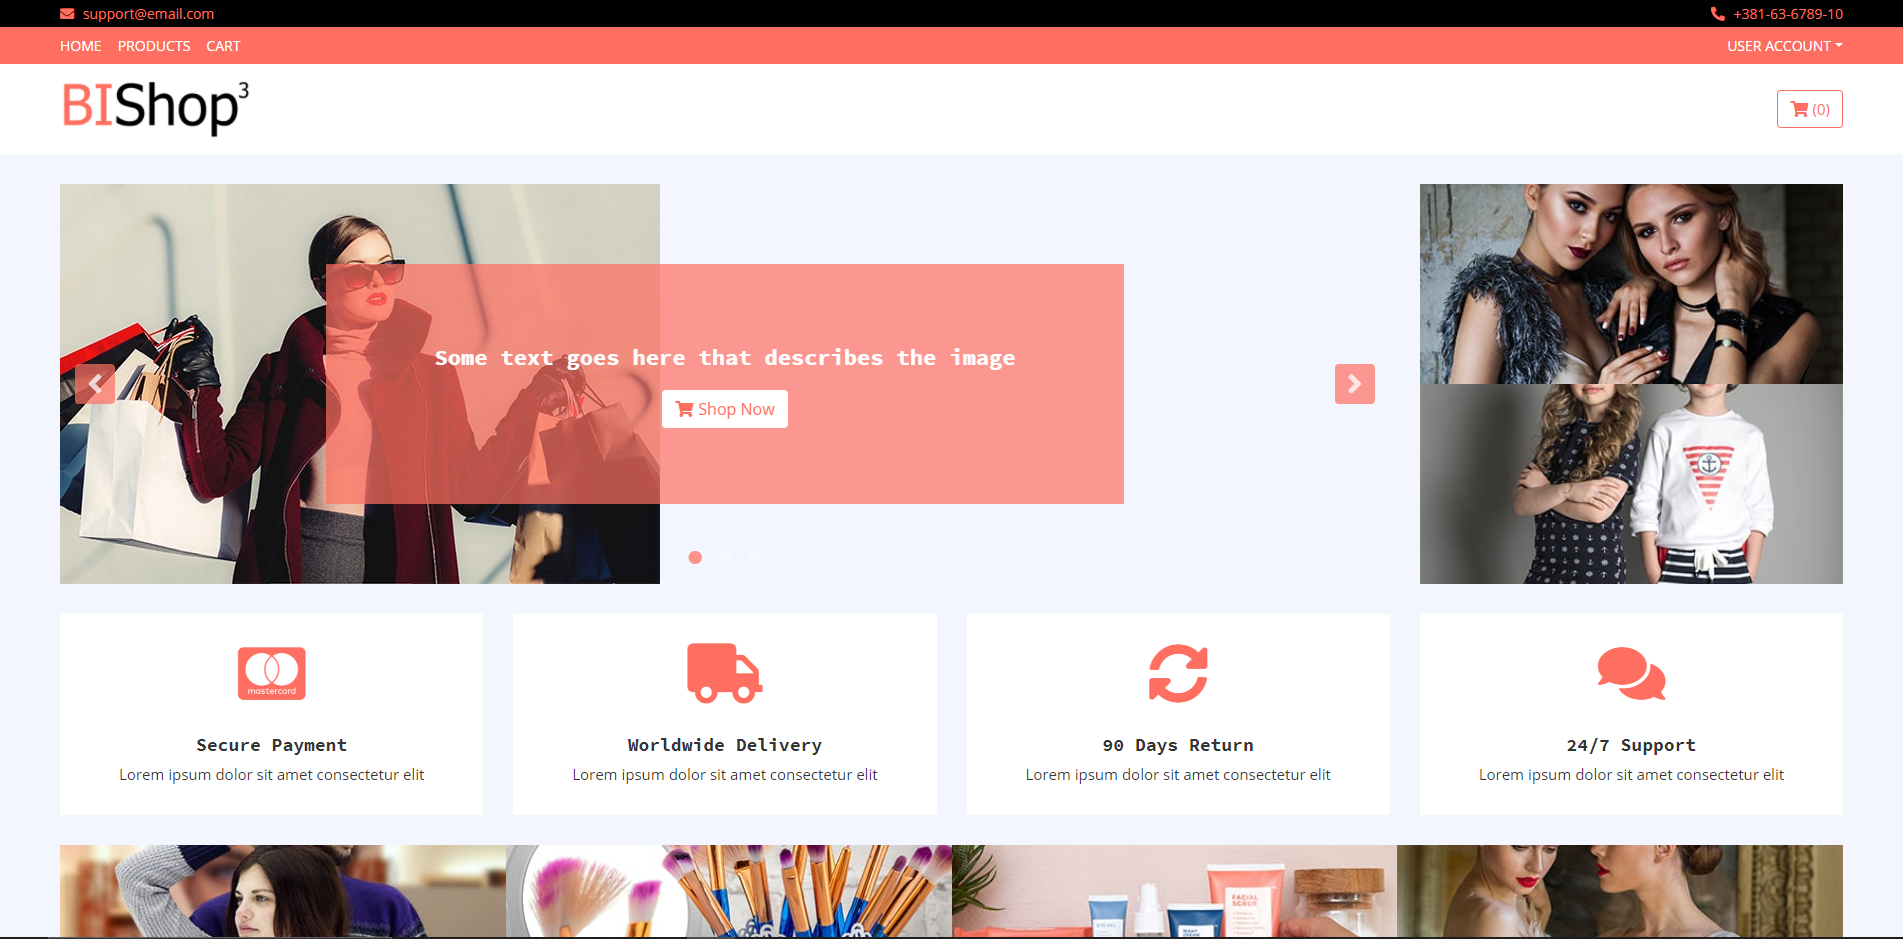 support@email.com
+381-63-6789-10
HOME PRODUCTS CART
USER ACCOUNT
BIShop3
(0)
Some text goes here that describes the image
Shop Now
mastercard
Secure Payment
Lorem ipsum dolor sit amet consectetur elit
Worldwide Delivery
Lorem ipsum dolor sit amet consectetur elit
90 Days Return
Lorem ipsum dolor sit amet consectetur elit
24/7 Support
Lorem ipsum dolor sit amet consectetur elit
FACIAL
SCRUB